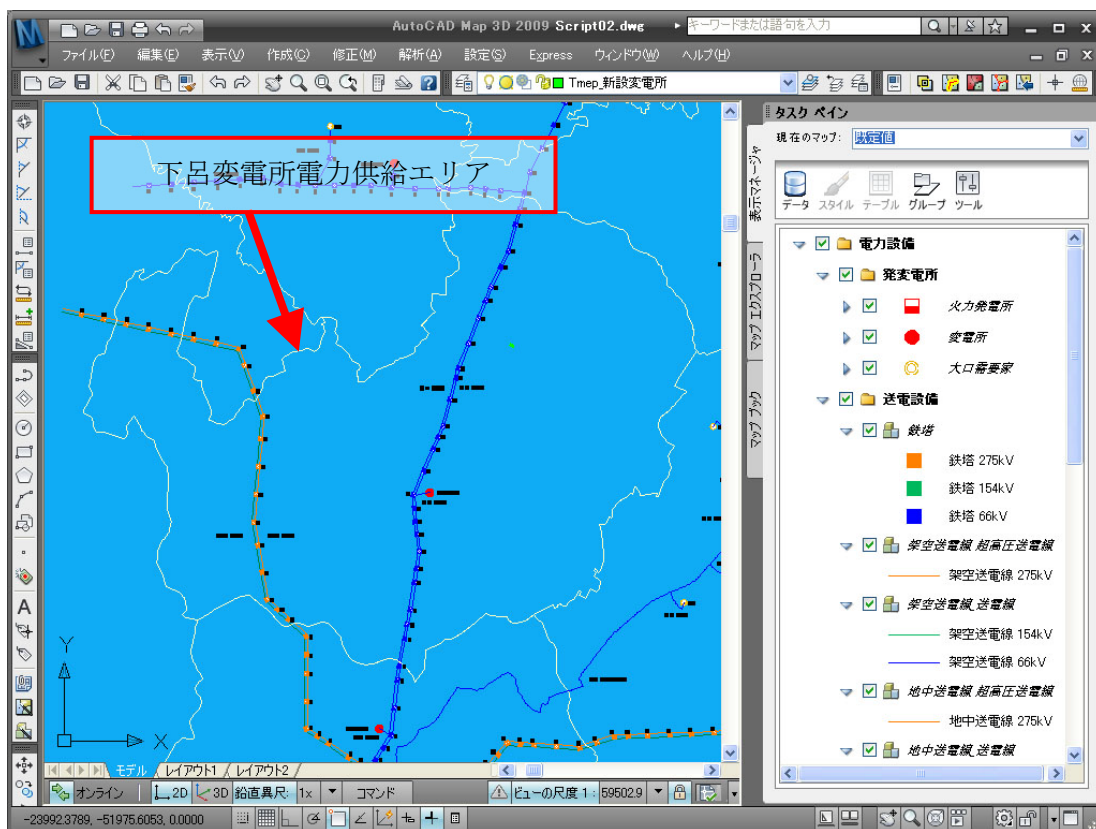 AutoCAD Map 3D 2009 Script02.dwg
キーワードまたは語句を入力
ファイル(F) 編集(E) 表示(V) 作成(C) 修正(M) 解析(A) 設定(S) Express ウィンドウ(W) ヘルプ(H)
Tmep_新設変電所
下呂変電所電力供給エリア
Y
X
モデル レイアウト1 レイアウト2
タスク ペイン
現在のマップ: 既定値
データ スタイル テーブル グループ ツール
表示マネージャ
マップ エクスプローラ
マップ ブック
電力設備
発変電所
火力発電所
変電所
大口需要家
送電設備
鉄塔
鉄塔 275kV
鉄塔 154kV
鉄塔 66kV
架空送電線_超高圧送電線
架空送電線 275kV
架空送電線_送電線
架空送電線 154kV
架空送電線 66kV
地中送電線_超高圧送電線
地中送電線 275kV
地中送電線_送電線
オンライン 2D 3D 鉛直異尺: 1x コマンド ビューの尺度 1 : 59502.9
-23992.3789, -51975.6053, 0.0000